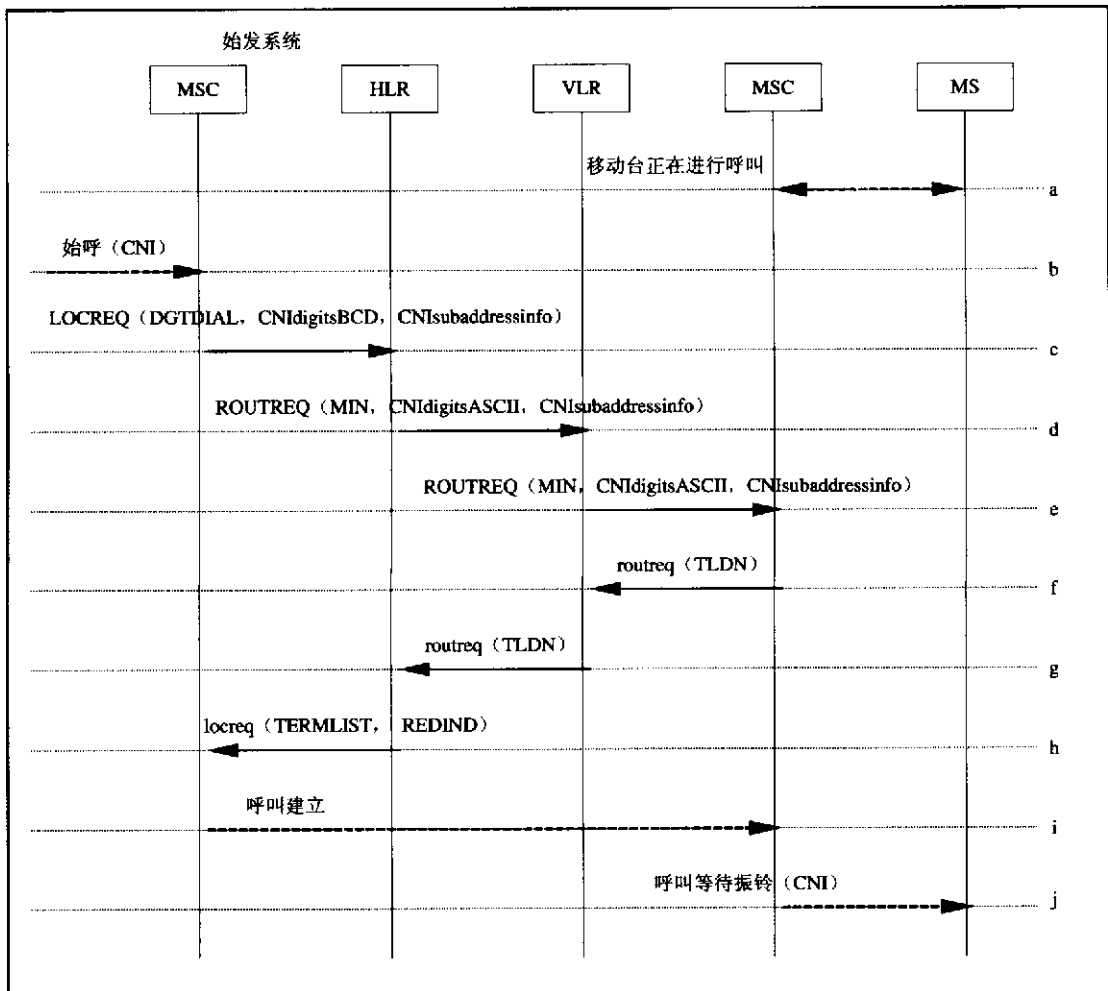 始发系统
MSC HLR VLR MSC MS
移动台正在进行呼叫
a
始呼（CNI）
b
LOCREQ（DGTDIAL，CNIdigitsBCD，CNIsubaddressinfo）
c
ROUTREQ（MIN，CNIdigitsASCII，CNIsubaddressinfo）
d
ROUTREQ（MIN，CNIdigitsASCII，CNIsubaddressinfo）
e
routreq（TLDN）
f
routreq（TLDN）
g
locreq（TERMLIST， REDIND）
h
呼叫建立
i
呼叫等待振铃（CNI）
j